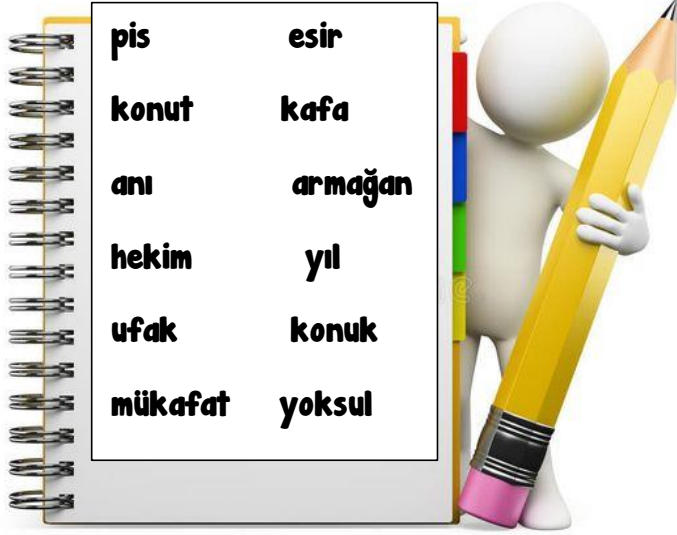 pis esir
konut kafa
anı armağan
hekim yıl
ufak konuk
mükafat yoksul